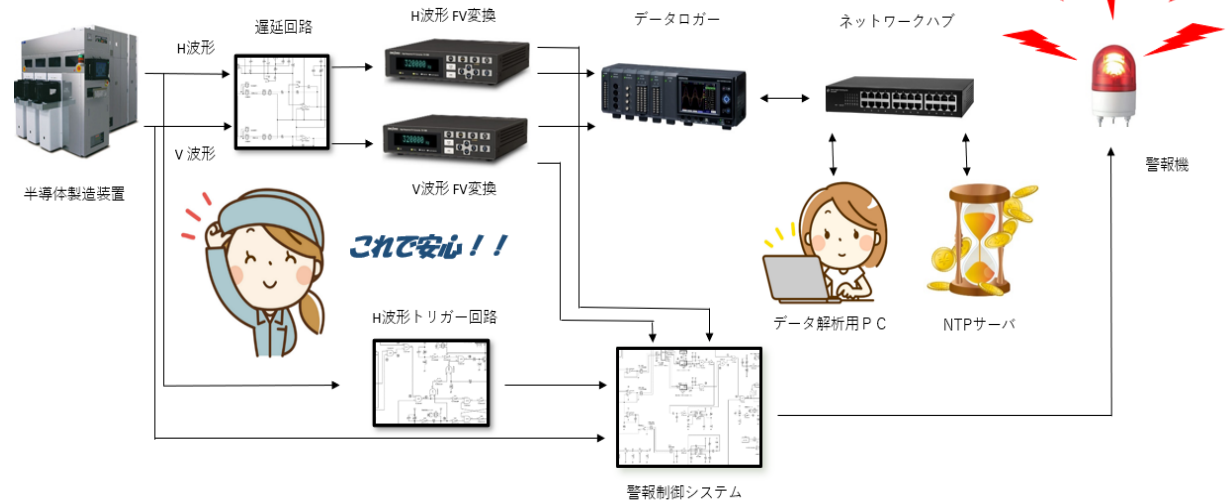 H波形 FV変換
データロガー
ネットワークハブ
遅延回路
H波形
V 波形
V波形 FV変換
半導体製造装置
警報機
これで安心！！
H波形トリガー回路
データ解析用ＰＣ
NTPサーバ
警報制御システム